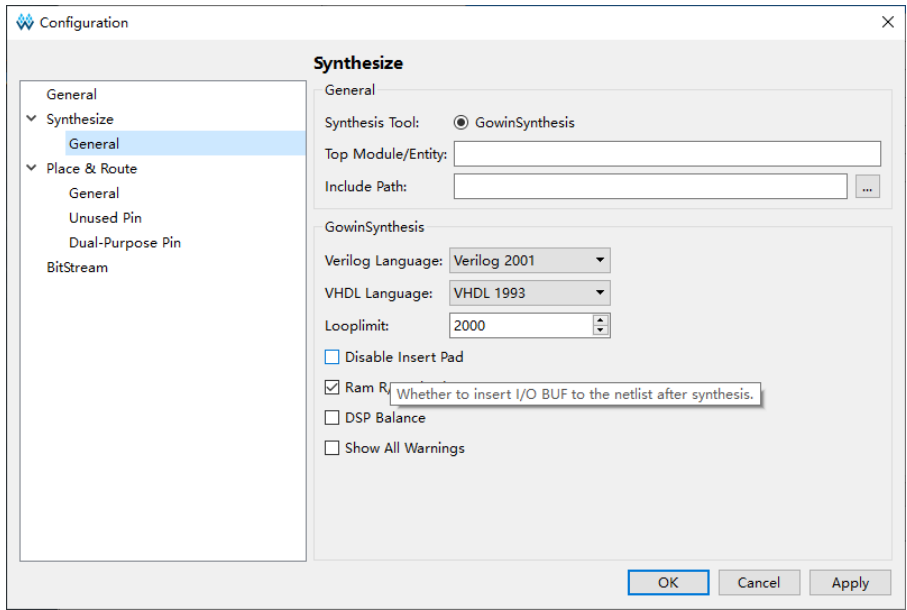 Configuration
General
Synthesize
General
Place & Route
General
Unused Pin
Dual-Purpose Pin
BitStream
Synthesize
General
Synthesis Tool: GowinSynthesis
Top Module/Entity:
Include Path: ...
GowinSynthesis
Verilog Language: Verilog 2001
VHDL Language: VHDL 1993
Looplimit: 2000
Disable Insert Pad
Ram
Whether to insert I/O BUF to the netlist after synthesis.
DSP Balance
Show All Warnings
OK Cancel Apply